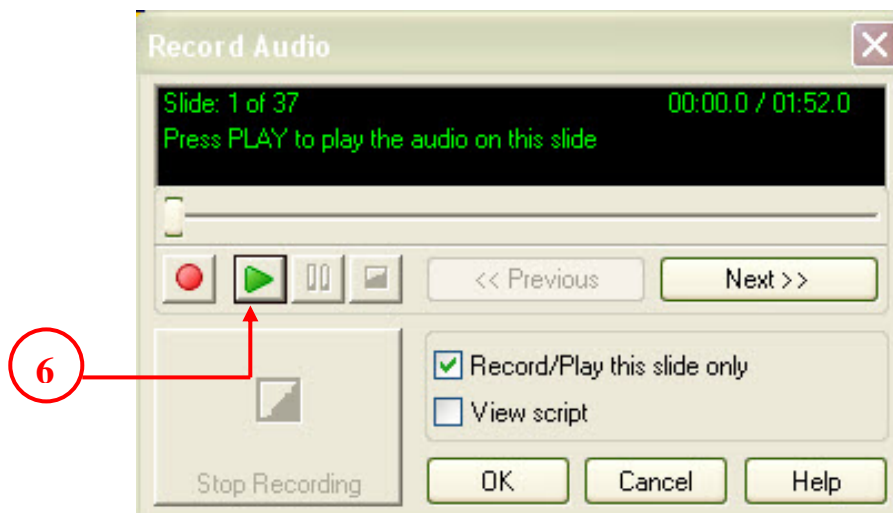 Record Audio
Slide: 1 of 37 00:00.0 / 01:52.0
Press PLAY to play the audio on this slide
<< Previous Next >>
6
Record/Play this slide only
View script
Stop Recording
OK Cancel Help